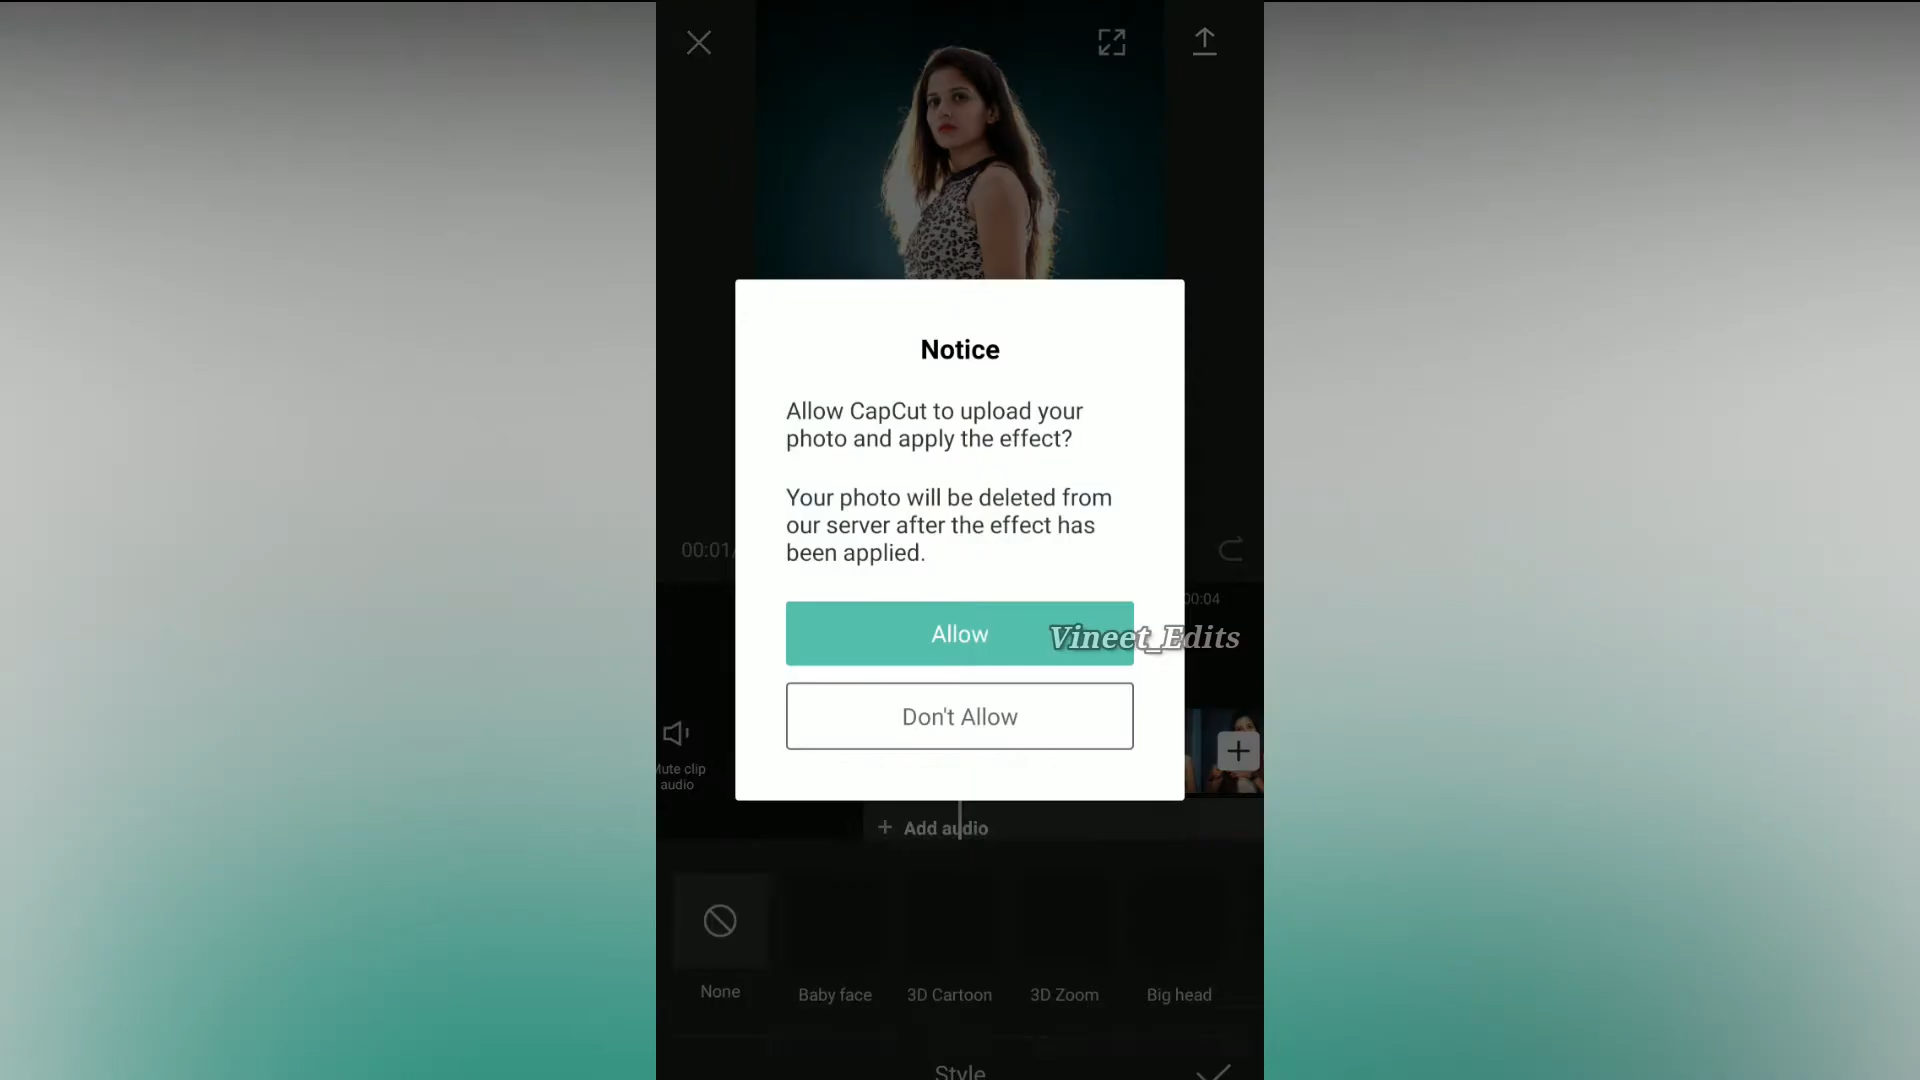 Notice
Allow CapCut to upload your
photo and apply the effect?
Your photo will be deleted from
our server after the effect has
been applied.
00:01/
00:04
Allow
Vineet_Edits
Don't Allow
Mute clip
audio
+ Add audio
None
Baby face
3D Cartoon
3D Zoom
Big head
Style